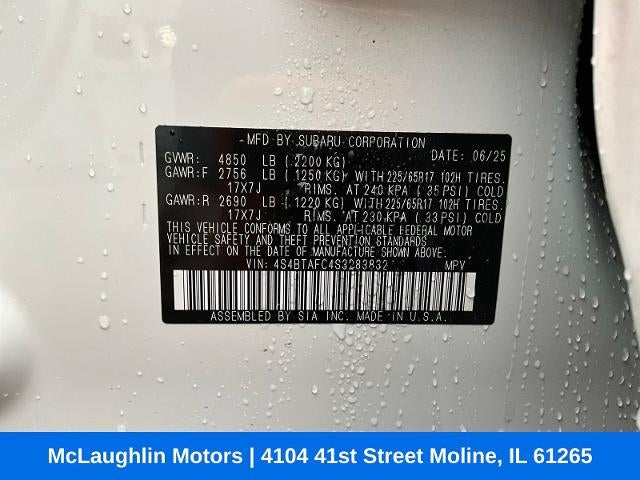 MFD BY SUBARU CORPORATION
GVWR: 4850 LB (2200 KG) DATE: 06/25
GAWR:F 2756 LB (1250 KG) WITH 225/65R17 102H TIRES.
17X7J RIMS. AT 240 KPA (35 PSI) COLD
GAWR:R 2690 LB (1220 KG) WITH 225/65R17 102H TIRES.
17X7J RIMS. AT 230 KPA (33 PSI) COLD
THIS VEHICLE CONFORMS TO ALL APPLICABLE FEDERAL MOTOR
VEHICLE SAFETY AND THEFT PREVENTION STANDARDS
IN EFFECT ON THE DATE OF MANUFACTURE SHOWN ABOVE.
VIN: 4S4BTAFC4S3283832 MPV
ASSEMBLED BY SIA INC. MADE IN U.S.A.
McLaughlin Motors | 4104 41st Street Moline, IL 61265